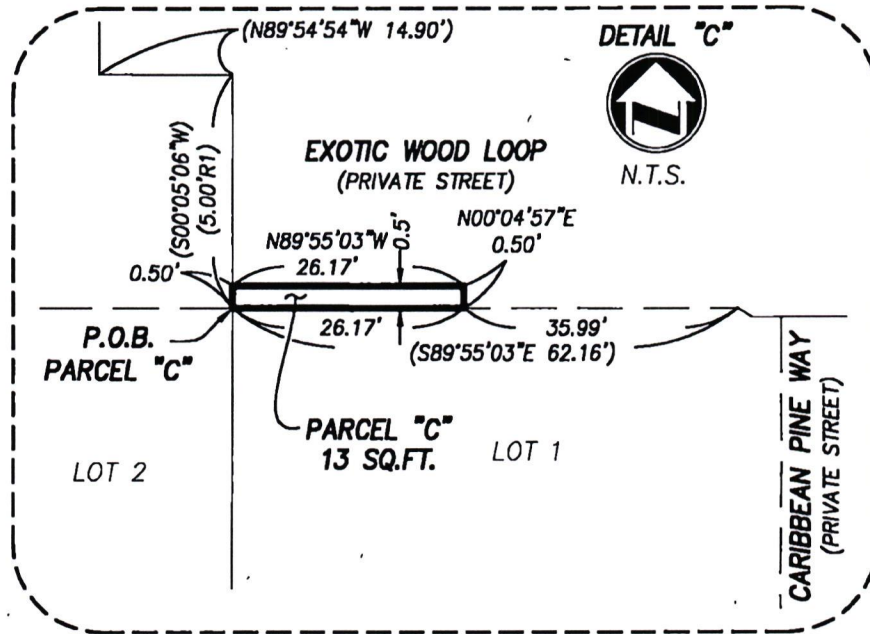 (N89°54'54"W 14.90')
DETAIL "C"
N.T.S.
EXOTIC WOOD LOOP
(PRIVATE STREET)
(S00°05'06"W)
(5.00'R1)
N89°55'03"W
26.17'
0.5'
N00°04'57"E
0.50'
0.50'
P.O.B.
PARCEL "C"
26.17'
35.99'
(S89°55'03"E 62.16')
PARCEL "C"
13 SQ.FT.
LOT 2
LOT 1
CARIBBEAN PINE WAY
(PRIVATE STREET)